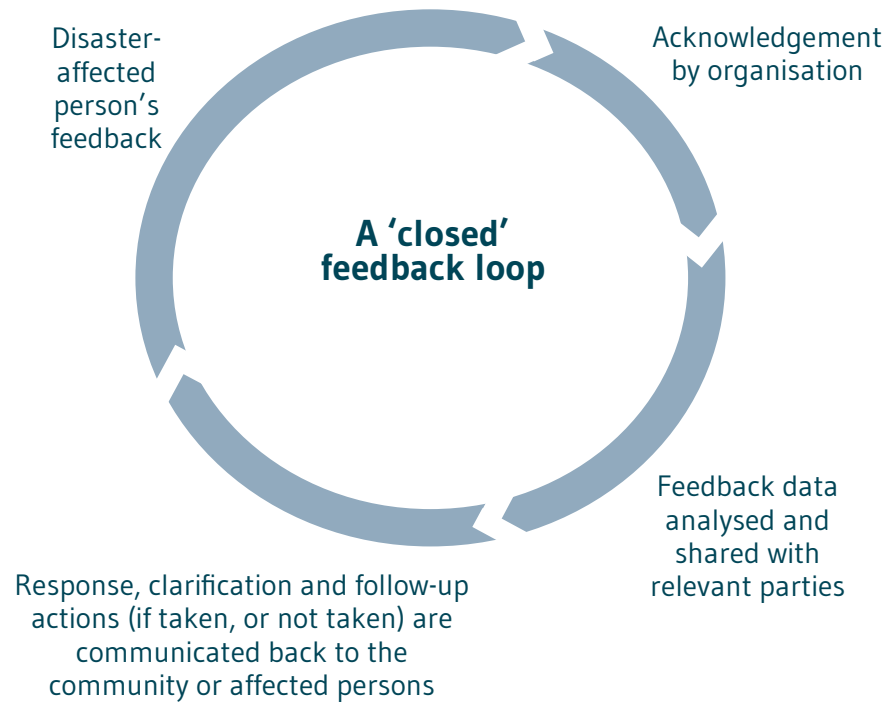 Disaster-
affected
person's
feedback
Acknowledgement
by organisation
A ‘closed’
feedback loop
Feedback data
analysed and
shared with
relevant parties
Response, clarification and follow-up
actions (if taken, or not taken) are
communicated back to the
community or affected persons